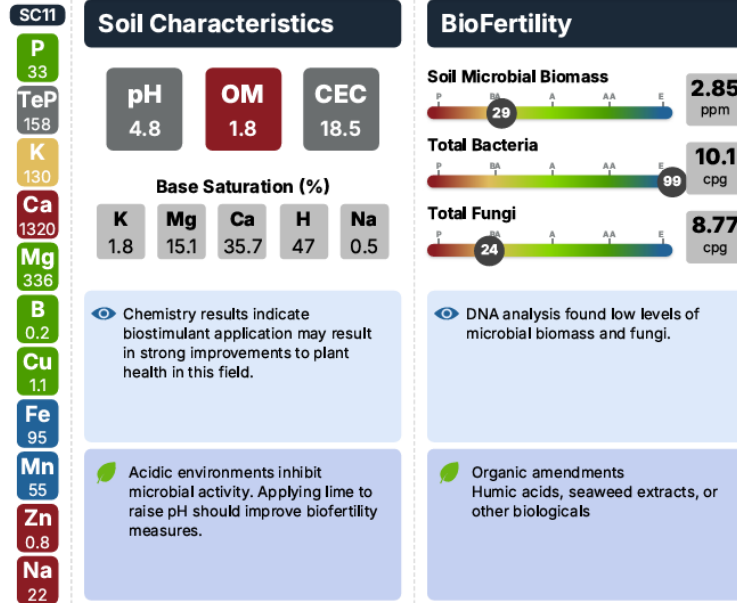 SC11
P
33
TeP
158
K
130
Ca
1320
Mg
336
B
0.2
Cu
1.1
Fe
95
Mn
55
Zn
0.8
Na
22
Soil Characteristics
pH OM CEC
4.8 1.8 18.5
Base Saturation (%)
K Mg Ca H Na
1.8 15.1 35.7 47 0.5
Chemistry results indicate
biostimulant application may result
in strong improvements to plant
health in this field.
Acidic environments inhibit
microbial activity. Applying lime to
raise pH should improve biofertility
measures.
BioFertility
Soil Microbial Biomass
P BA A AA E
29
2.85
ppm
Total Bacteria
P BA A AA E
99
10.1
cpg
Total Fungi
P BA A AA E
24
8.77
cpg
DNA analysis found low levels of
microbial biomass and fungi.
Organic amendments
Humic acids, seaweed extracts, or
other biologicals